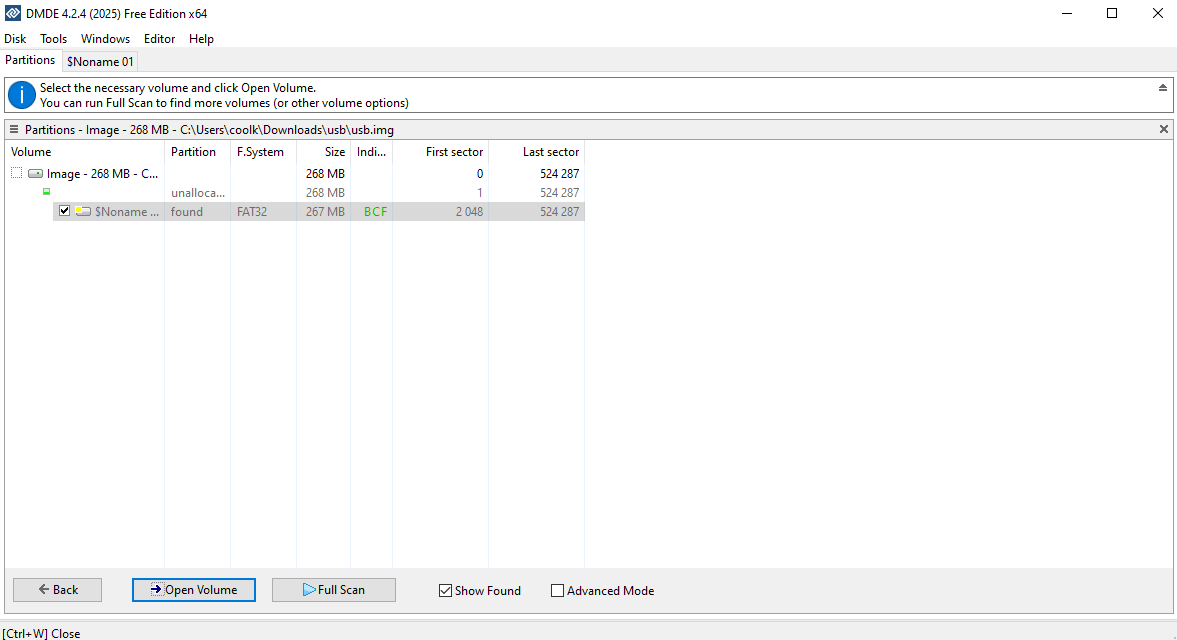 DMDE 4.2.4 (2025) Free Edition x64
Disk Tools Windows Editor Help
Partitions $Noname 01
Select the necessary volume and click Open Volume.
You can run Full Scan to find more volumes (or other volume options)
Partitions - Image - 268 MB - C:\Users\coolk\Downloads\usb\usb.img
Volume Partition F.System Size Indi... First sector Last sector
Image - 268 MB - C... 268 MB 0 524 287
unalloca... 268 MB 1 524 287
$Noname ... found FAT32 267 MB BCF 2 048 524 287
Back Open Volume Full Scan Show Found Advanced Mode
[Ctrl+W] Close